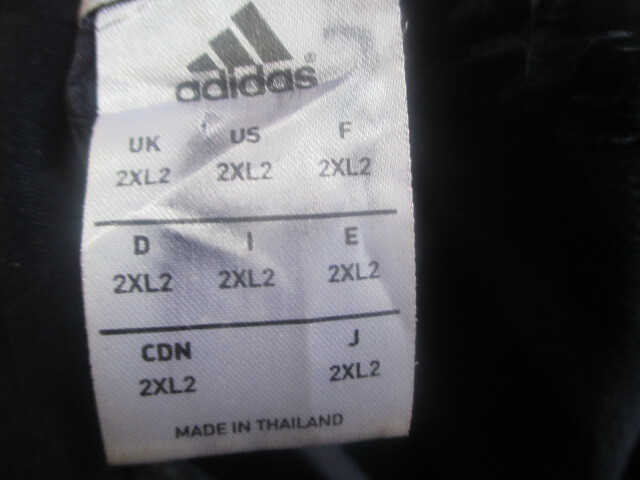 adidas®
UK US F
2XL2 2XL2 2XL2
D I E
2XL2 2XL2 2XL2
CDN J
2XL2 2XL2
MADE IN THAILAND